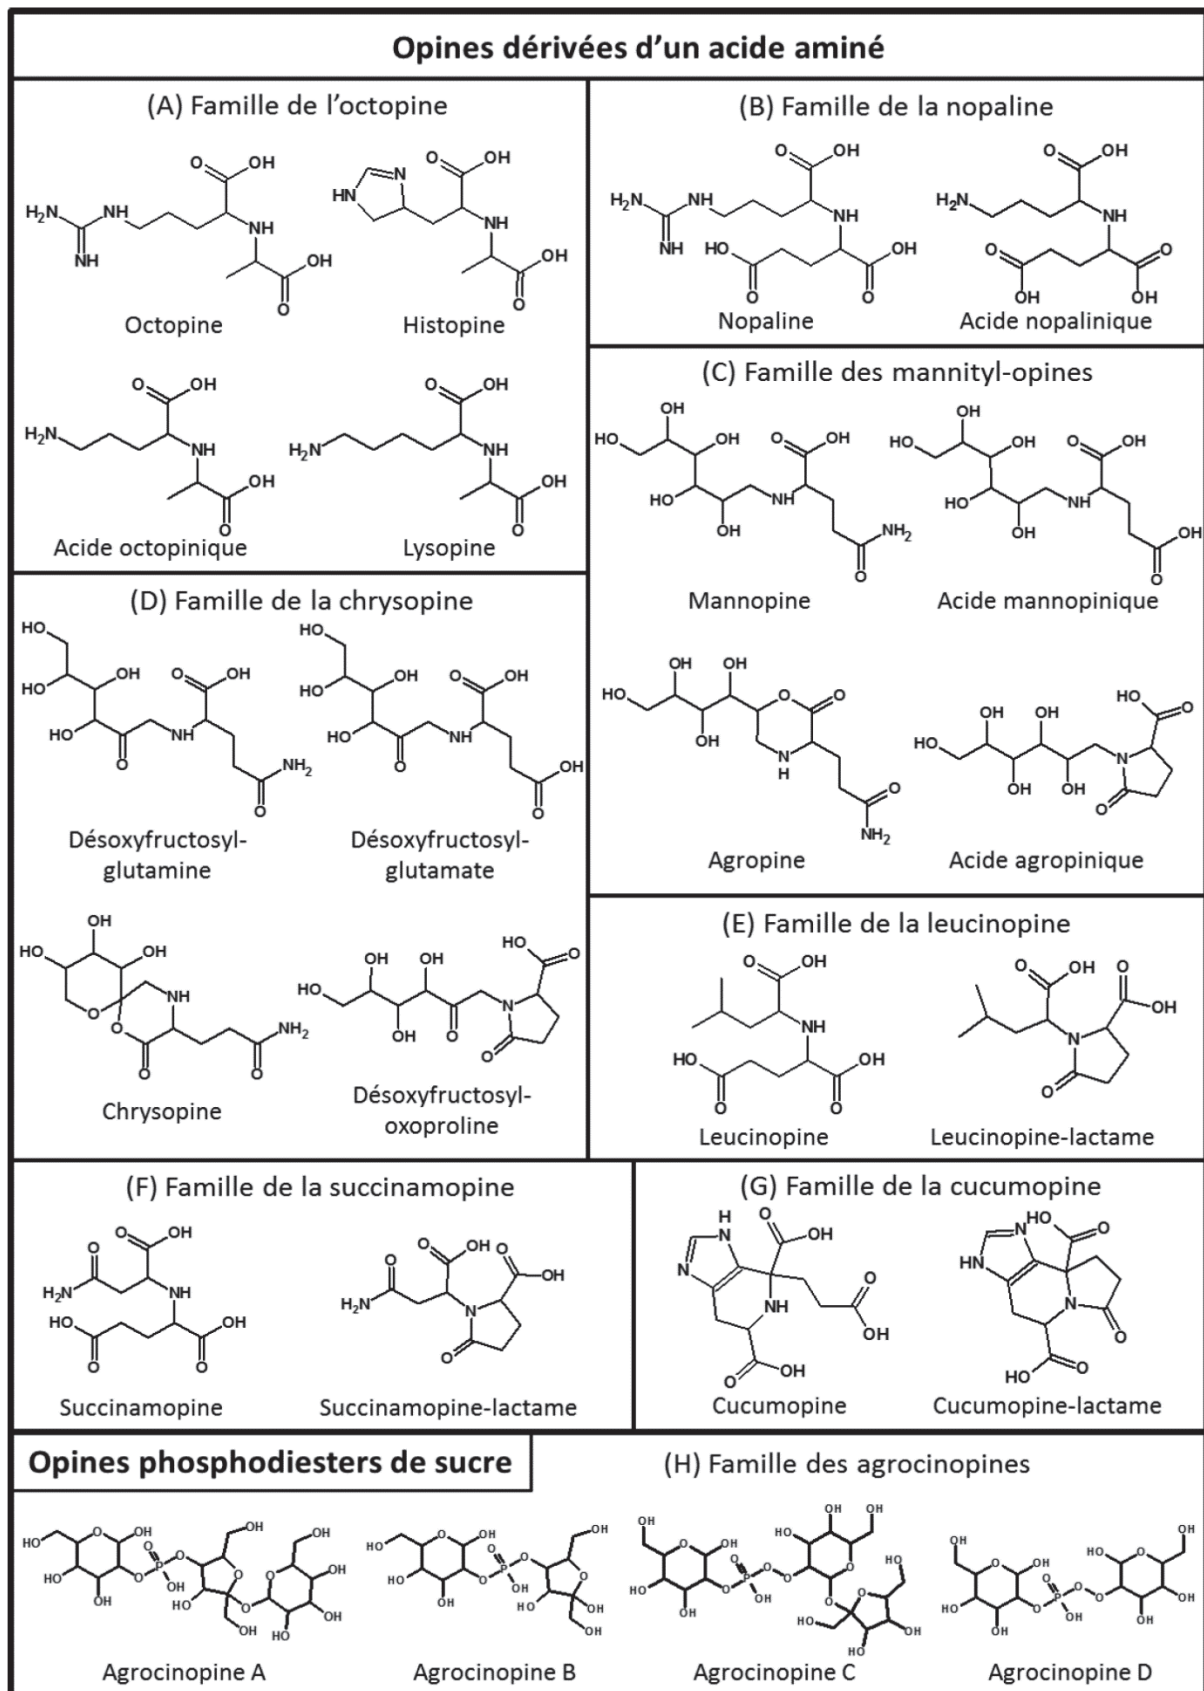 Opines dérivées d'un acide aminé
(A) Famille de l'octopine
Octopine
Histopine
Acide octopinique
Lysopine
(B) Famille de la nopaline
Nopaline
Acide nopalinique
(C) Famille des mannityl-opines
Mannopine
Acide mannopinique
Agropine
Acide agropinique
(D) Famille de la chrysopine
Désoxyfructosyl-
glutamine
Désoxyfructosyl-
glutamate
Chrysopine
Désoxyfructosyl-
oxoproline
(E) Famille de la leucinopine
Leucinopine
Leucinopine-lactame
(F) Famille de la succinamopine
Succinamopine
Succinamopine-lactame
(G) Famille de la cucumopine
Cucumopine
Cucumopine-lactame
Opines phosphodiesters de sucre
(H) Famille des agrocinopines
Agrocinopine A
Agrocinopine B
Agrocinopine C
Agrocinopine D